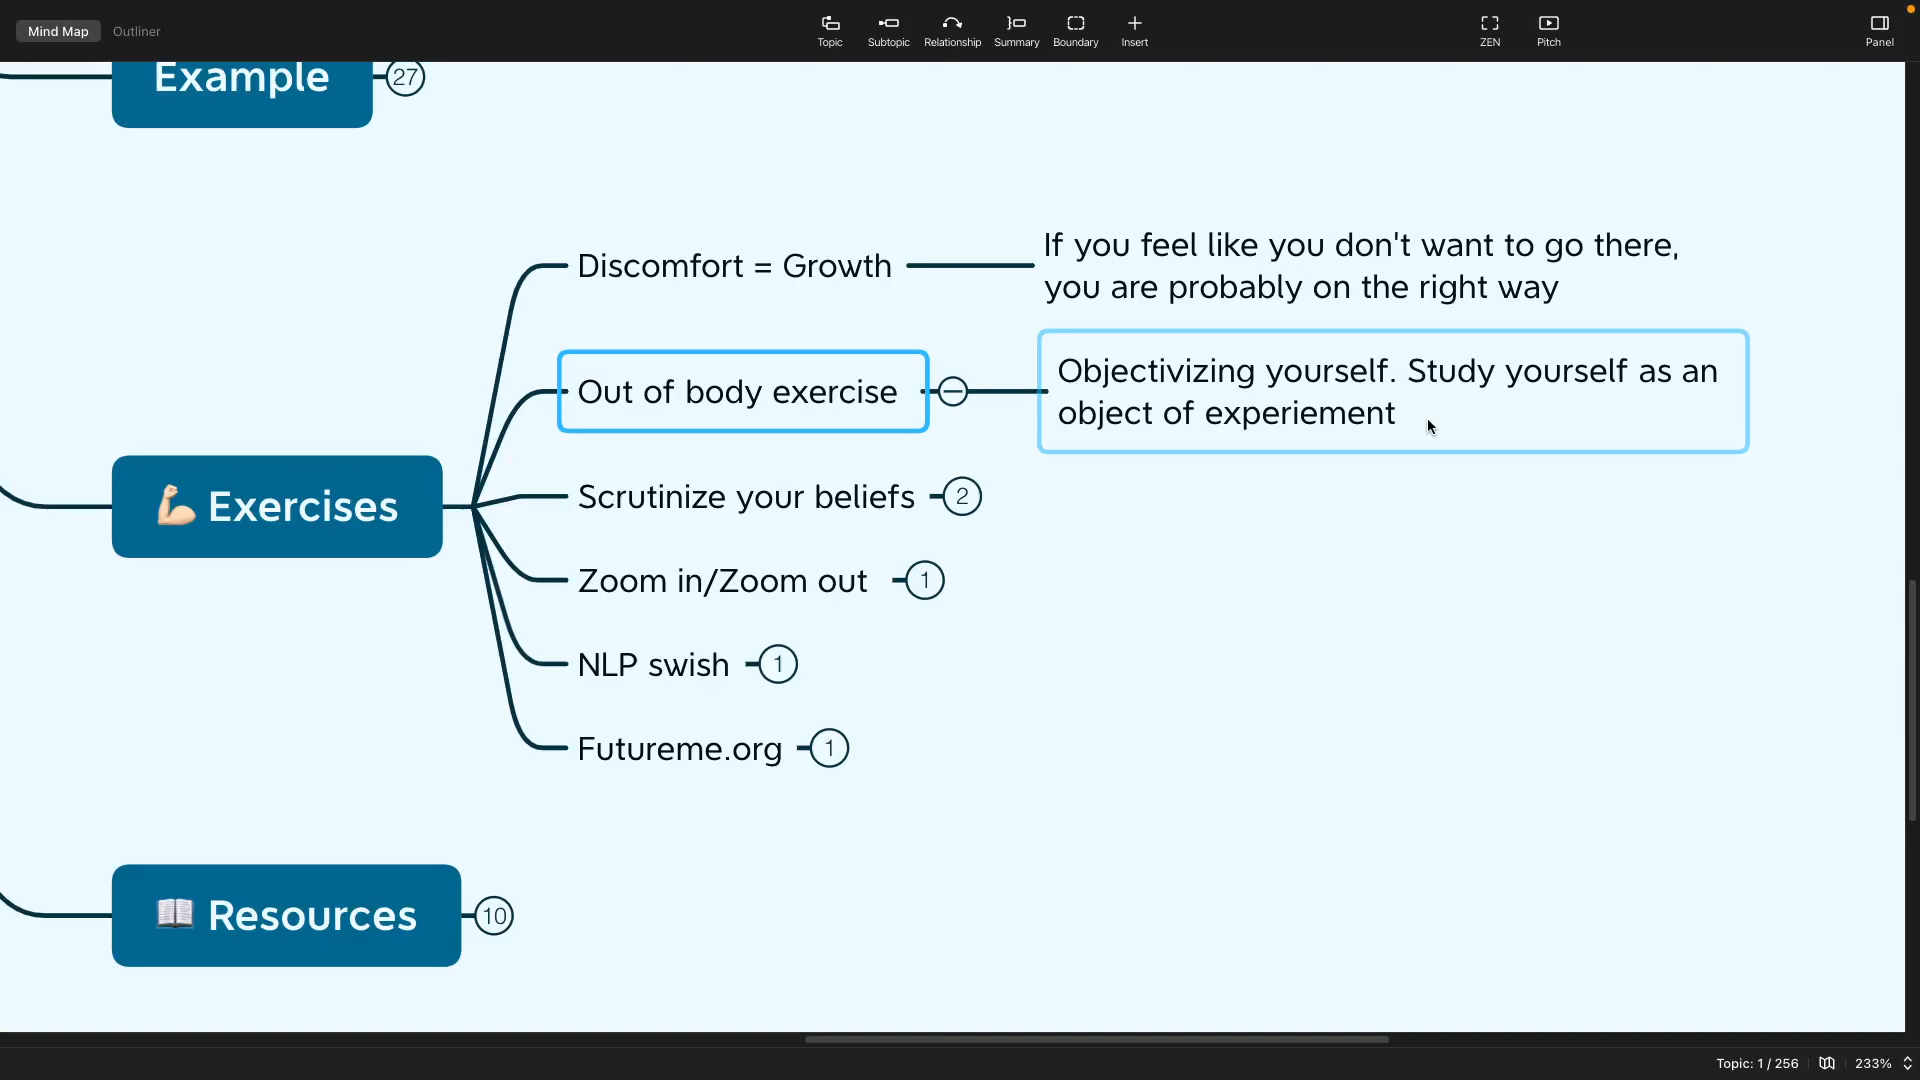 Mind Map
Outliner
Topic
Subtopic
Relationship
Summary
Boundary
Insert
ZEN
Pitch
Panel
Example
27
If you feel like you don't want to go there,
you are probably on the right way
Discomfort = Growth
Objectivizing yourself. Study yourself as an
object of experiement
Out of body exercise
Scrutinize your beliefs
2
Exercises
Zoom in/Zoom out
1
NLP swish
1
Futureme.org
1
Resources
10
Topic: 1 / 256
233%